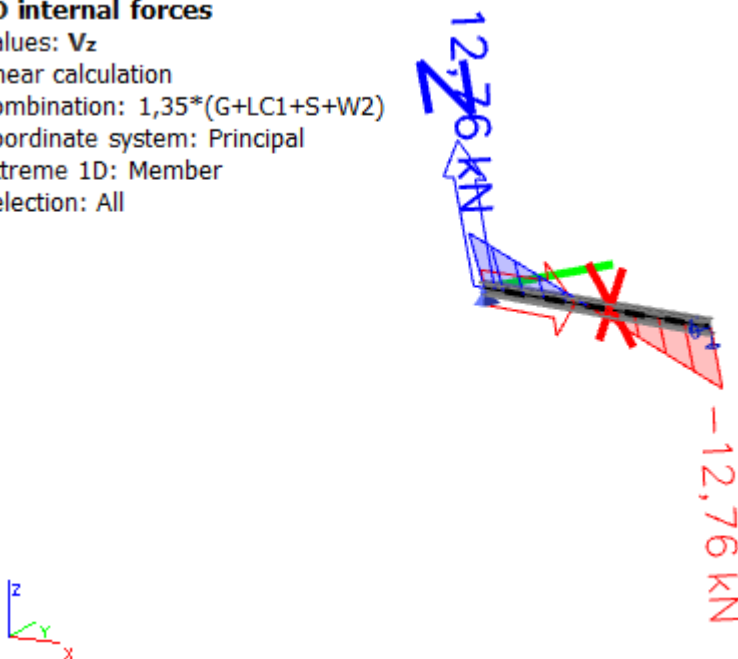 D internal forces
alues: Vz
near calculation
ombination: 1,35*(G+LC1+S+W2)
oordinate system: Principal
treme 1D: Member
election: All
12,76 kN
Z
X
-12,76 kN
z
Y
X